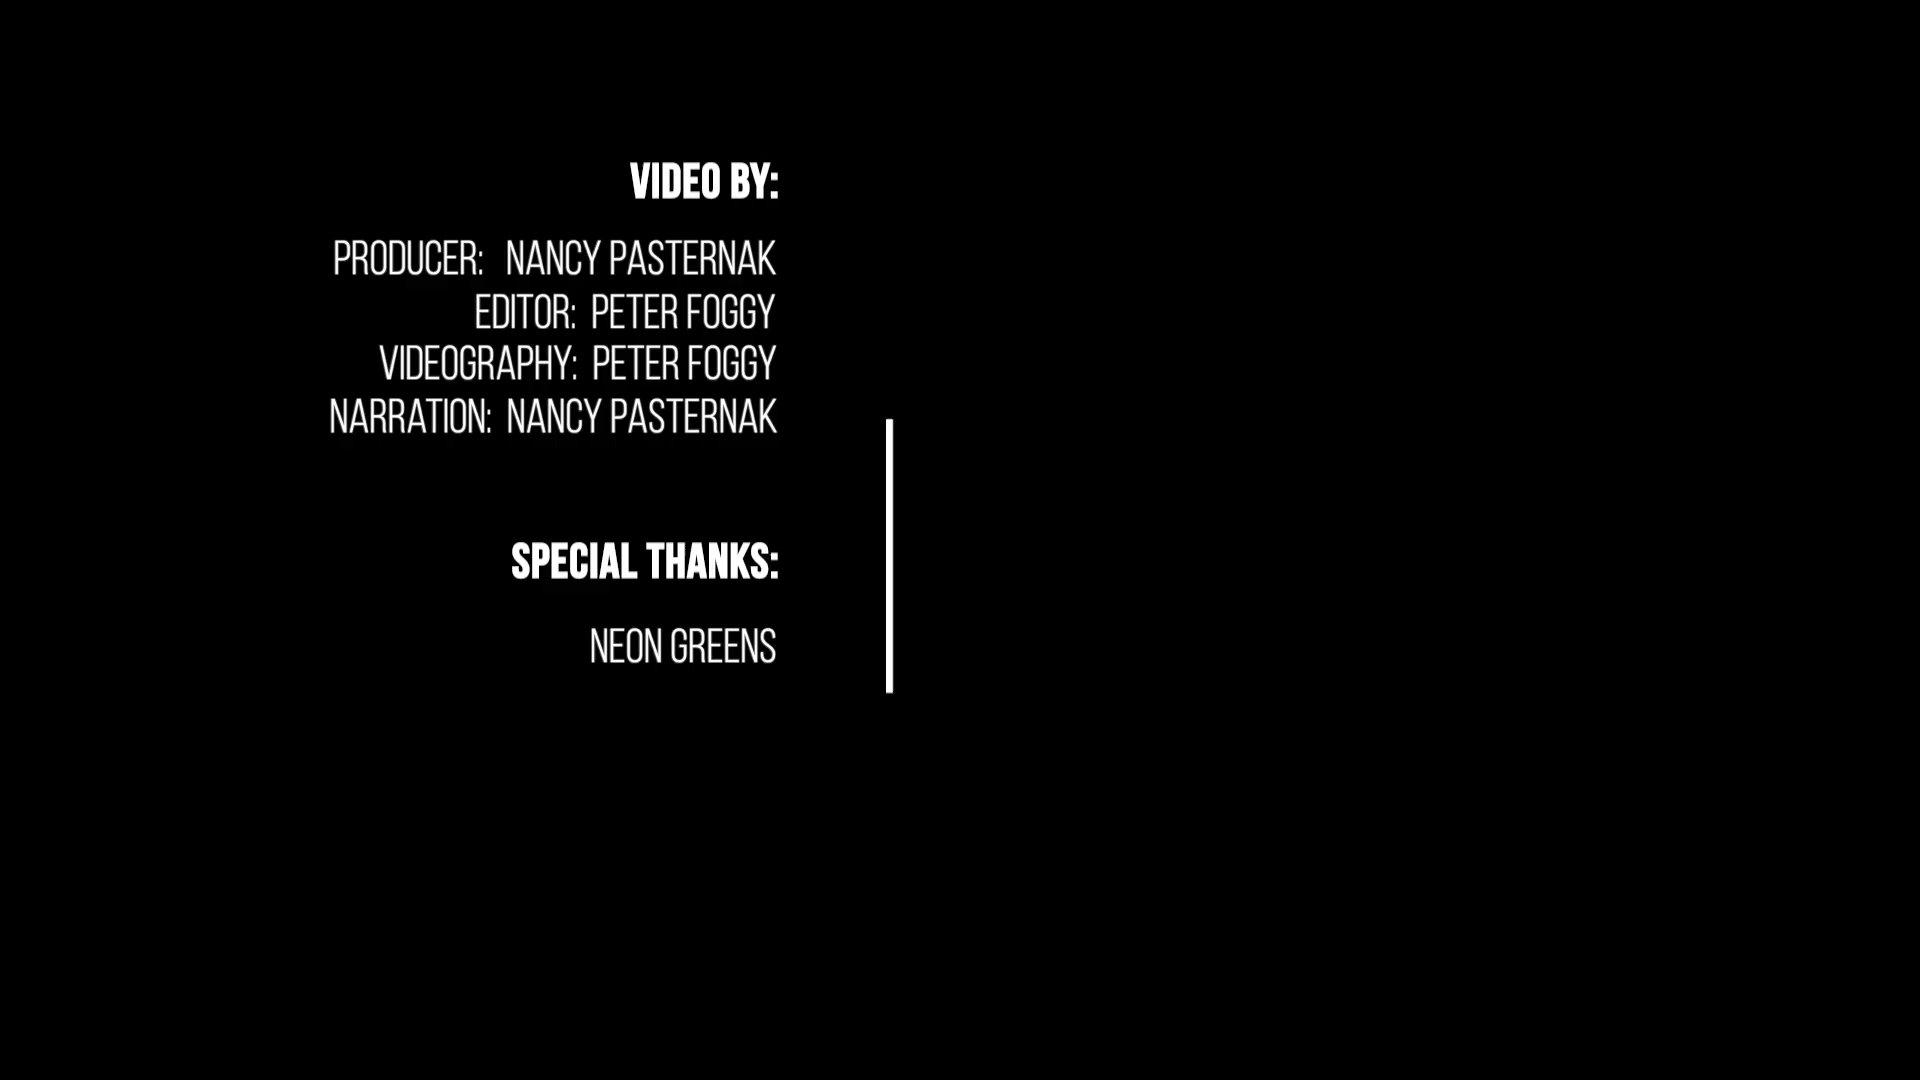 VIDEO BY:
PRODUCER: NANCY PASTERNAK
EDITOR: PETER FOGGY
VIDEOGRAPHY: PETER FOGGY
NARRATION: NANCY PASTERNAK
SPECIAL THANKS:
NEON GREENS